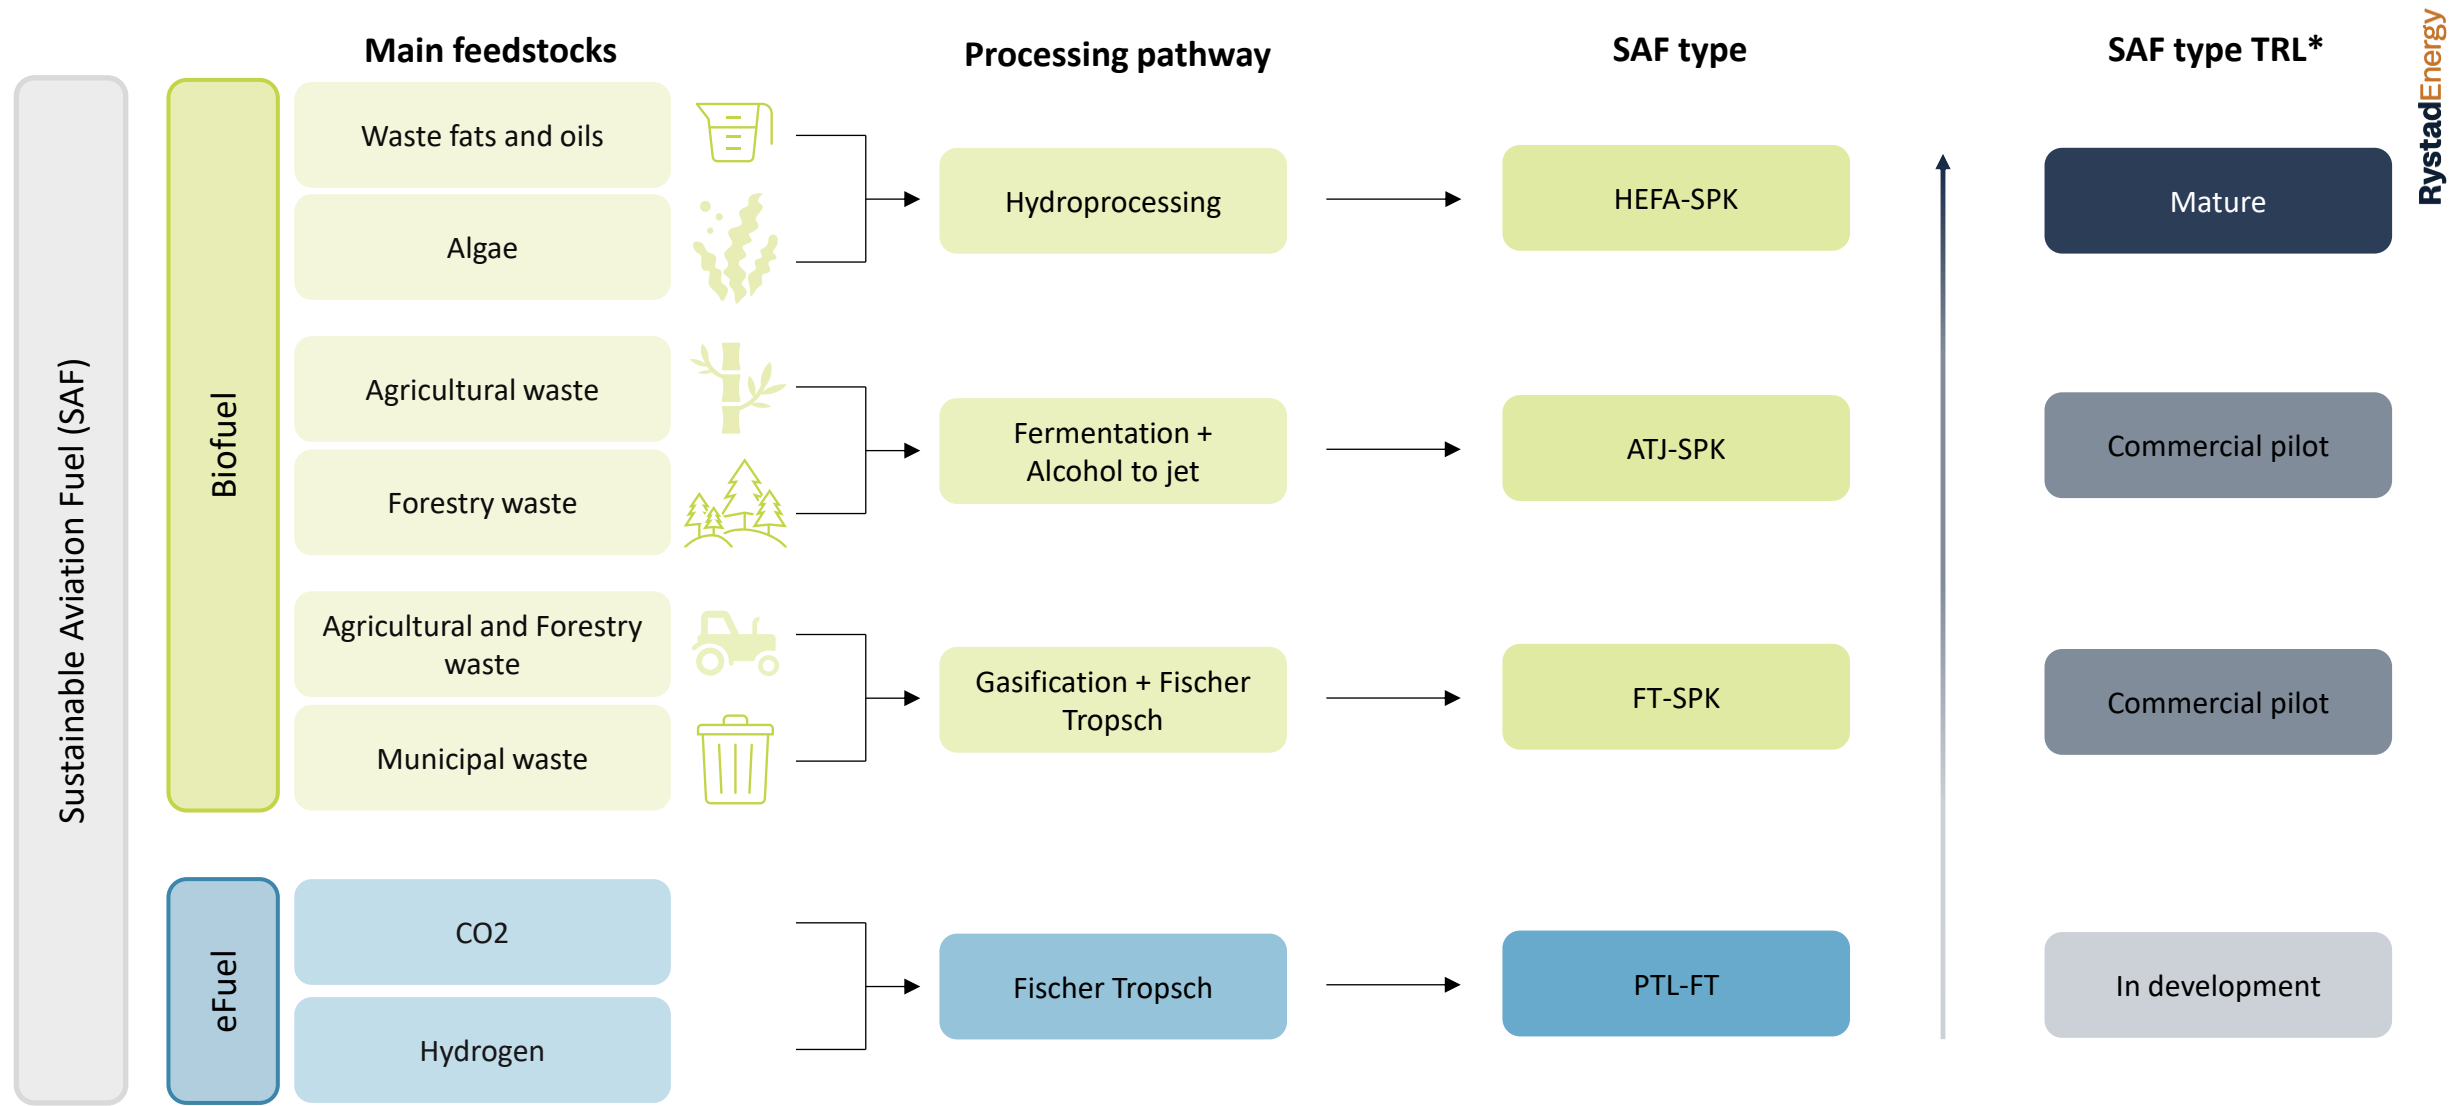 Main feedstocks
Processing pathway
SAF type
SAF type TRL*
RystadEnergy
Sustainable Aviation Fuel (SAF)
Biofuel
Waste fats and oils
Algae
Hydroprocessing
HEFA-SPK
Mature
Agricultural waste
Forestry waste
Fermentation +
Alcohol to jet
ATJ-SPK
Commercial pilot
Agricultural and Forestry
waste
Municipal waste
Gasification + Fischer
Tropsch
FT-SPK
Commercial pilot
eFuel
CO2
Hydrogen
Fischer Tropsch
PTL-FT
In development